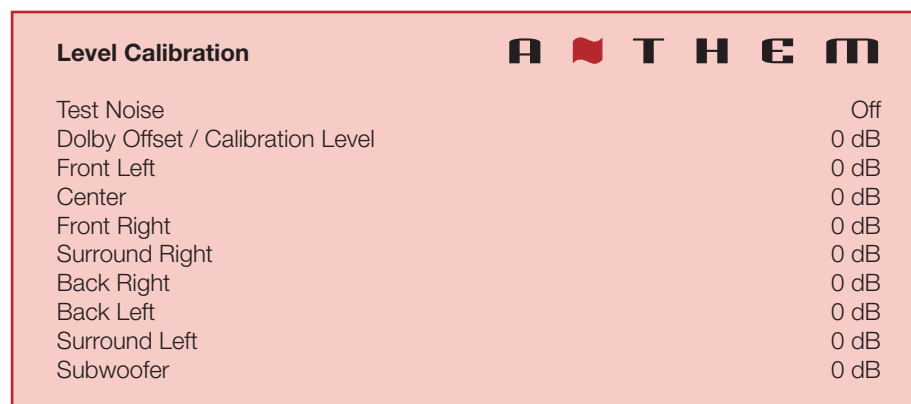 Level Calibration ANTHEM
Test Noise Off
Dolby Offset / Calibration Level 0 dB
Front Left 0 dB
Center 0 dB
Front Right 0 dB
Surround Right 0 dB
Back Right 0 dB
Back Left 0 dB
Surround Left 0 dB
Subwoofer 0 dB